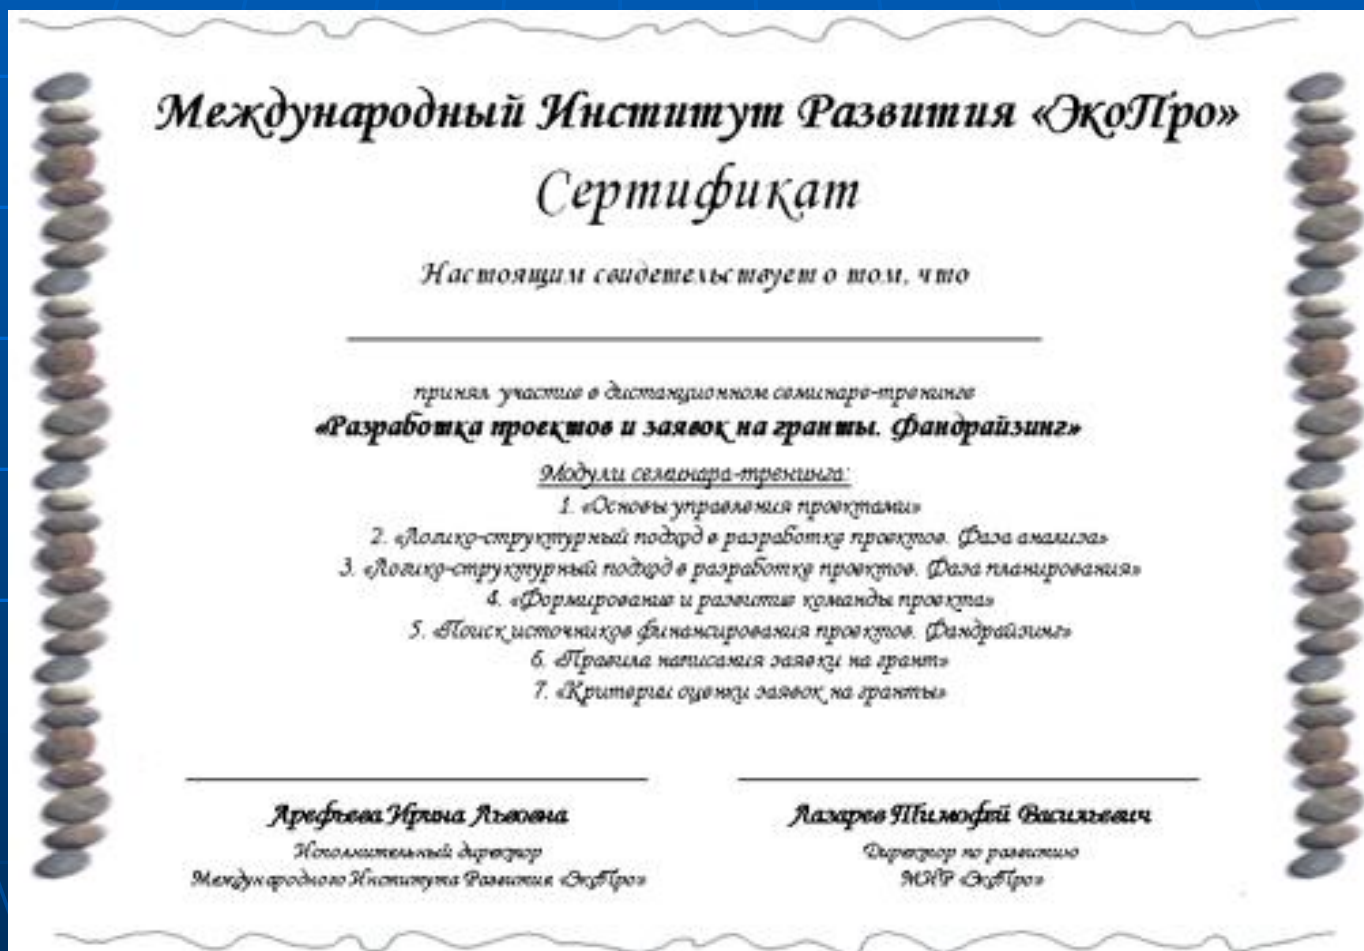 Международный Институт Развития «ЭкоПро»
Сертификат
Настоящим свидетельствует о том, что
принял участие в дистанционном семинаре-тренинге
«Разработка проектов и заявок на гранты. Фандрайзинг»
Модули семинара-тренинга:
1. «Основы управления проектами»
2. «Логико-структурный подход в разработке проектов. Фаза анализа»
3. «Логико-структурный подход в разработке проектов. Фаза планирования»
4. «Формирование и развитие команды проекта»
5. «Поиск источников финансирования проектов. Фандрайзинг»
6. «Правила написания заявки на грант»
7. «Критерии оценки заявок на гранты»
Арефьева Ирина Львовна
Лазарев Тимофей Васильевич
Исполнительный директор
Директор по развитию
Международного Института Развития «ЭкоПро»
МИР «ЭкоПро»